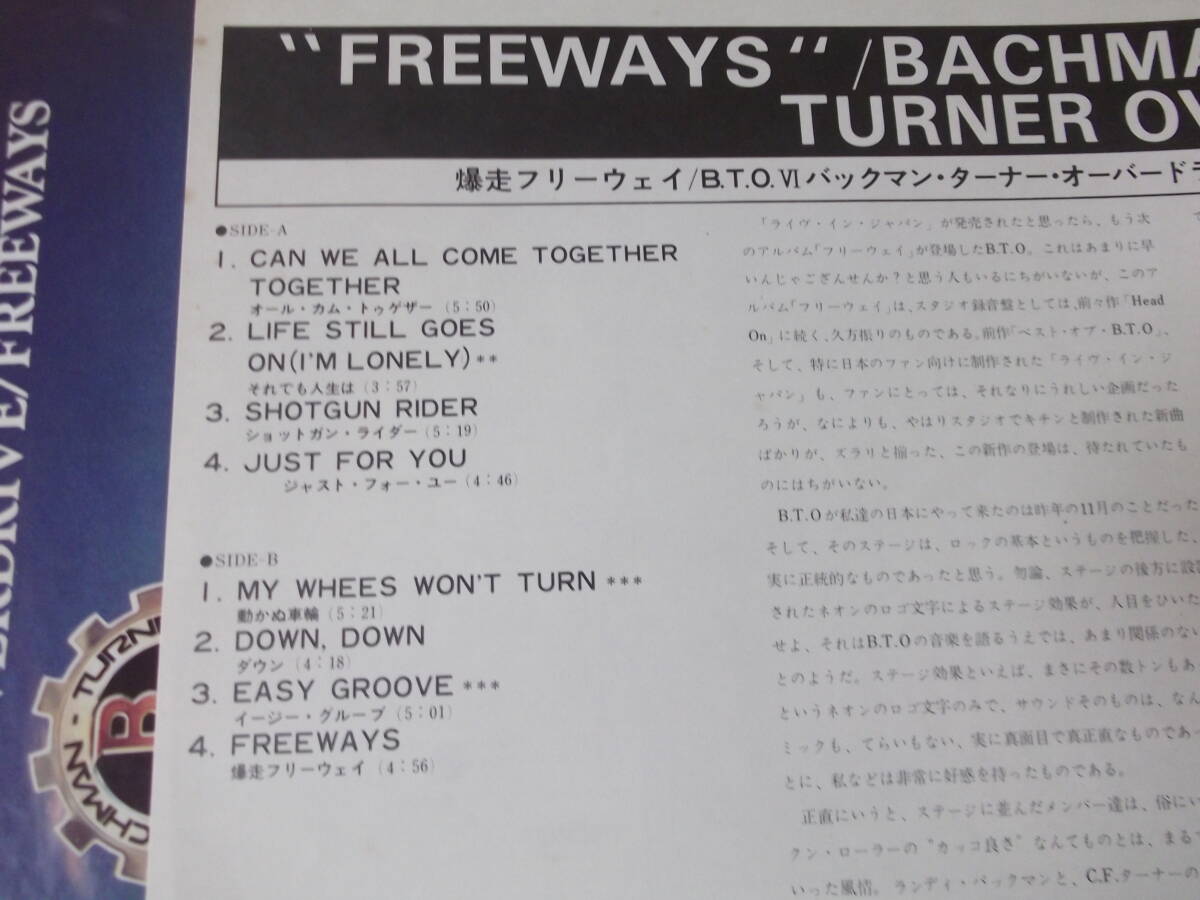 "FREEWAYS" /BACHMA
TURNER OV
爆走フリーウェイ/B.T.O.Ⅵ バックマン・ターナー・オーバードラ
●SIDE-A
1. CAN WE ALL COME TOGETHER
TOGETHER
オール・カム・トゥゲザー (5:50)
2. LIFE STILL GOES
ON(I'M LONELY)**
それでも人生は (3:57)
3. SHOTGUN RIDER
ショットガン・ライダー (5:19)
4. JUST FOR YOU
ジャスト・フォー・ユー (4:46)
●SIDE-B
1. MY WHEES WON'T TURN ***
動かぬ車輪 (5:21)
2. DOWN, DOWN
ダウン (4:18)
3. EASY GROOVE ***
イージー・グルーブ (5:01)
4. FREEWAYS
爆走フリーウェイ (4:56)
「ライヴ・イン・ジャパン」が発売されたと思ったら、もう次
のアルバム「フリーウェイ」が登場したB.T.O。これはあまりに早
いんじゃござんせんか?と思う人もいるにちがいないが、このア
ルバム「フリーウェイ」は、スタジオ録音盤としては、前々作「Head
On」に続く、久方振りのものである。前作「ベスト・オブ・B.T.O」、
そして、特に日本のファン向けに制作された「ライヴ・イン・ジ
ャパン」も、ファンにとっては、それなりにうれしい企画だった
ろうが、なによりも、やはりスタジオでキチンと制作された新曲
ばかりが、ズラリと揃った、この新作の登場は、待たれていたも
のにはちがいない。
B.T.Oが私達の日本にやって来たのは昨年の11月のことだった
そして、そのステージは、ロックの基本というものを把握した、
実に正統的なものであったと思う。勿論、ステージの後方に設
されたネオンのロゴ文字によるステージ効果が、人目をひいた
せよ、それはB.T.Oの音楽を語るうえでは、あまり関係のない
とのようだ。ステージ効果といえば、まさにその数トンもあ
というネオンのロゴ文字のみで、サウンドそのものは、なん
ミックも、てらいもない、実に真面目で真正直なものであっ
とに、私などは非常に好感を持ったものである。
正直にいうと、ステージに並んだメンバー達は、俗にい
クン・ローラーの"カッコ良さ"なんてものとは、まるで
いった風情。ランディ・バックマンと、C.F.ターナーの
で
ERDRIVE/FREEWAYS
CHMAN - TURNE
B